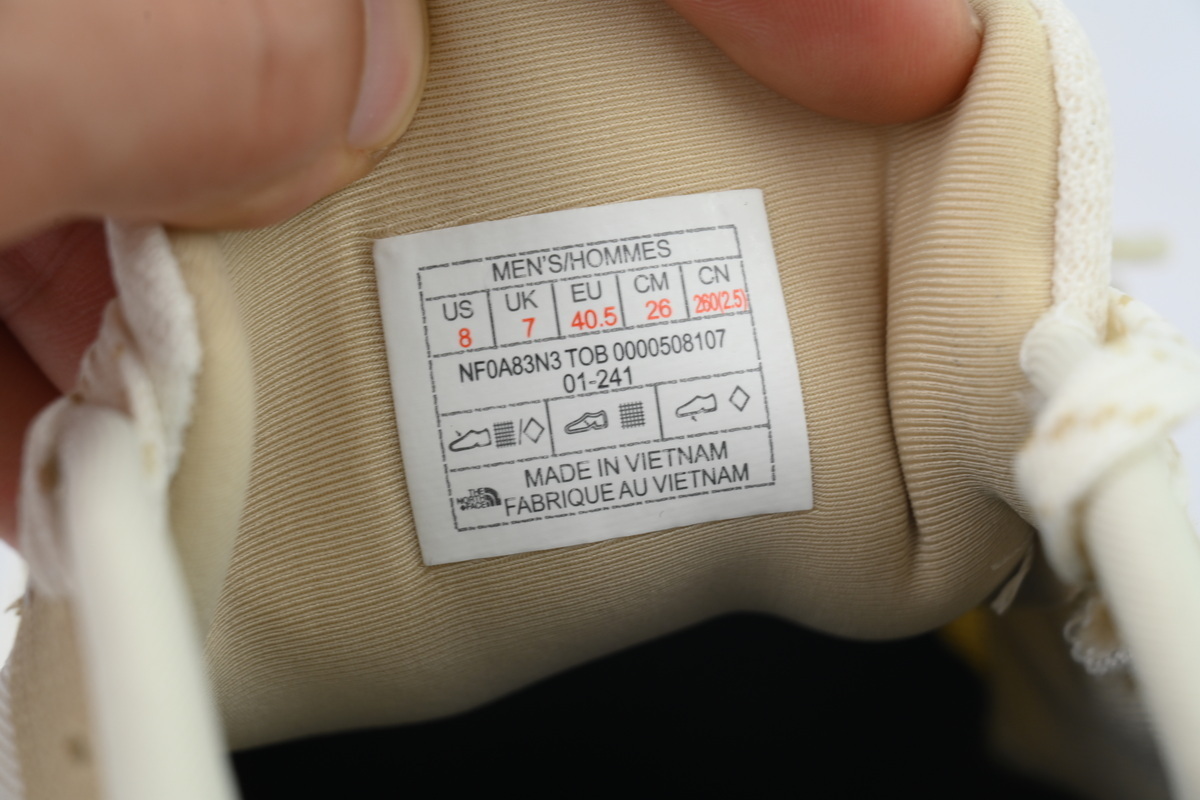 MEN'S/HOMMES
US UK EU CM CN
8 7 40.5 26 260(2.5)
NF0A83N3 TOB 0000508107
01-241
/
MADE IN VIETNAM
THE NORTH FACE FABRIQUE AU VIETNAM